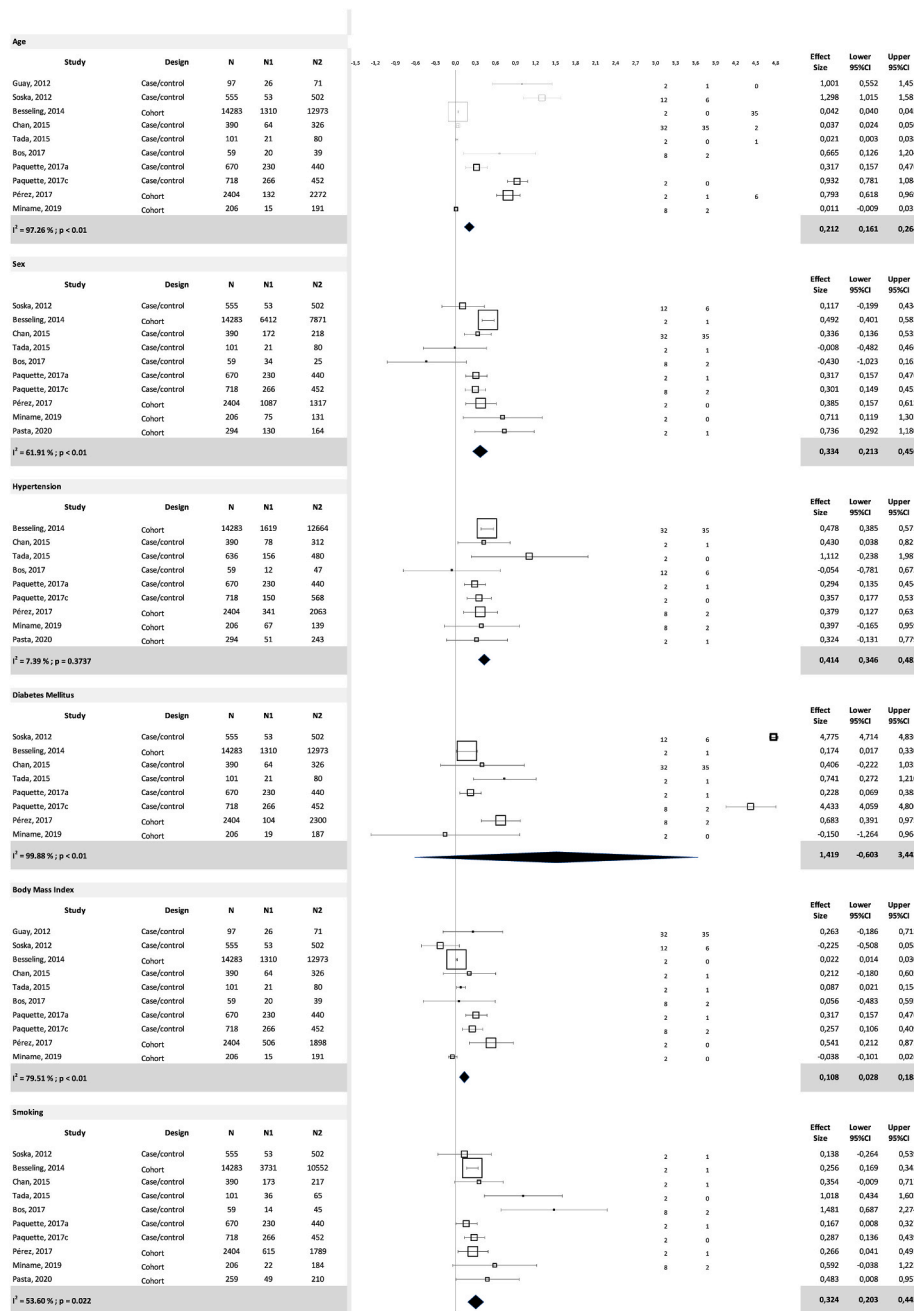 Age
Study Design N N1 N2 -1,5 -1,2 -0,9 -0,6 -0,3 0,0 0,3 0,6 0,9 1,2 1,5 1,8 2,1 2,4 2,7 3,0 3,3 3,6 3,9 4,2 4,5 4,8 Effect Size Lower 95%CI Upper 95%CI
Guay, 2012 Case/control 97 26 71 2 1 0 1,001 0,552 1,45
Soska, 2012 Case/control 555 53 502 12 6 1,298 1,015 1,58
Besseling, 2014 Cohort 14283 1310 12973 2 0 35 0,042 0,040 0,04
Chan, 2015 Case/control 390 64 326 32 35 2 0,037 0,024 0,05
Tada, 2015 Case/control 101 21 80 2 0 1 0,021 0,003 0,03
Bos, 2017 Case/control 59 20 39 8 2 0,665 0,126 1,20
Paquette, 2017a Case/control 670 230 440 0,317 0,157 0,47
Paquette, 2017c Case/control 718 266 452 2 0 0,932 0,781 1,08
Pérez, 2017 Cohort 2404 132 2272 2 1 6 0,793 0,618 0,96
Miname, 2019 Cohort 206 15 191 8 2 0,011 -0,009 0,03
I² = 97.26 % ; p < 0.01 0,212 0,161 0,26
Sex
Study Design N N1 N2 Effect Size Lower 95%CI Upper 95%CI
Soska, 2012 Case/control 555 53 502 12 6 0,117 -0,199 0,43
Besseling, 2014 Cohort 14283 6412 7871 2 1 0,492 0,401 0,58
Chan, 2015 Case/control 390 172 218 32 35 0,336 0,136 0,53
Tada, 2015 Case/control 101 21 80 2 1 -0,008 -0,482 0,46
Bos, 2017 Case/control 59 34 25 8 2 -0,430 -1,023 0,16
Paquette, 2017a Case/control 670 230 440 2 1 0,317 0,157 0,47
Paquette, 2017c Case/control 718 266 452 8 2 0,301 0,149 0,45
Pérez, 2017 Cohort 2404 1087 1317 2 0 0,385 0,157 0,61
Miname, 2019 Cohort 206 75 131 2 0 0,711 0,119 1,30
Pasta, 2020 Cohort 294 130 164 2 1 0,736 0,292 1,18
I² = 61.91 % ; p < 0.01 0,334 0,213 0,45
Hypertension
Study Design N N1 N2 Effect Size Lower 95%CI Upper 95%CI
Besseling, 2014 Cohort 14283 1619 12664 32 35 0,478 0,385 0,57
Chan, 2015 Case/control 390 78 312 2 1 0,430 0,038 0,82
Tada, 2015 Case/control 636 156 480 2 0 1,112 0,238 1,98
Bos, 2017 Case/control 59 12 47 12 6 -0,054 -0,781 0,67
Paquette, 2017a Case/control 670 230 440 2 1 0,294 0,135 0,45
Paquette, 2017c Case/control 718 150 568 2 0 0,357 0,177 0,53
Pérez, 2017 Cohort 2404 341 2063 8 2 0,379 0,127 0,63
Miname, 2019 Cohort 206 67 139 8 2 0,397 -0,165 0,95
Pasta, 2020 Cohort 294 51 243 2 1 0,324 -0,131 0,77
I² = 7.39 % ; p = 0.3737 0,414 0,346 0,48
Diabetes Mellitus
Study Design N N1 N2 Effect Size Lower 95%CI Upper 95%CI
Soska, 2012 Case/control 555 53 502 12 6 4,775 4,714 4,83
Besseling, 2014 Cohort 14283 1310 12973 2 1 0,174 0,017 0,33
Chan, 2015 Case/control 390 64 326 32 35 0,406 -0,222 1,03
Tada, 2015 Case/control 101 21 80 2 1 0,741 0,272 1,21
Paquette, 2017a Case/control 670 230 440 2 1 0,228 0,069 0,38
Paquette, 2017c Case/control 718 266 452 8 2 4,433 4,059 4,80
Pérez, 2017 Cohort 2404 104 2300 8 2 0,683 0,391 0,97
Miname, 2019 Cohort 206 19 187 2 0 -0,150 -1,264 0,96
I² = 99.88 % ; p < 0.01 1,419 -0,603 3,44
Body Mass Index
Study Design N N1 N2 Effect Size Lower 95%CI Upper 95%CI
Guay, 2012 Case/control 97 26 71 32 35 0,263 -0,186 0,71
Soska, 2012 Case/control 555 53 502 12 6 -0,225 -0,508 0,05
Besseling, 2014 Cohort 14283 1310 12973 2 0 0,022 0,014 0,03
Chan, 2015 Case/control 390 64 326 2 1 0,212 -0,180 0,60
Tada, 2015 Case/control 101 21 80 2 1 0,087 0,021 0,15
Bos, 2017 Case/control 59 20 39 8 2 0,056 -0,483 0,59
Paquette, 2017a Case/control 670 230 440 2 1 0,317 0,157 0,47
Paquette, 2017c Case/control 718 266 452 8 2 0,257 0,106 0,40
Pérez, 2017 Cohort 2404 506 1898 2 0 0,541 0,212 0,87
Miname, 2019 Cohort 206 15 191 2 0 -0,038 -0,101 0,02
I² = 79.51 % ; p < 0.01 0,108 0,028 0,18
Smoking
Study Design N N1 N2 Effect Size Lower 95%CI Upper 95%CI
Soska, 2012 Case/control 555 53 502 2 1 0,138 -0,264 0,53
Besseling, 2014 Cohort 14283 3731 10552 2 1 0,256 0,169 0,34
Chan, 2015 Case/control 390 173 217 2 1 0,354 -0,009 0,71
Tada, 2015 Case/control 101 36 65 2 0 1,018 0,434 1,60
Bos, 2017 Case/control 59 14 45 8 2 1,481 0,687 2,27
Paquette, 2017a Case/control 670 230 440 2 1 0,167 0,008 0,32
Paquette, 2017c Case/control 718 266 452 2 0 0,287 0,136 0,43
Pérez, 2017 Cohort 2404 615 1789 2 1 0,266 0,041 0,49
Miname, 2019 Cohort 206 22 184 8 2 0,592 -0,038 1,22
Pasta, 2020 Cohort 259 49 210 0,483 0,008 0,95
I² = 53.60 % ; p = 0.022 0,324 0,203 0,44